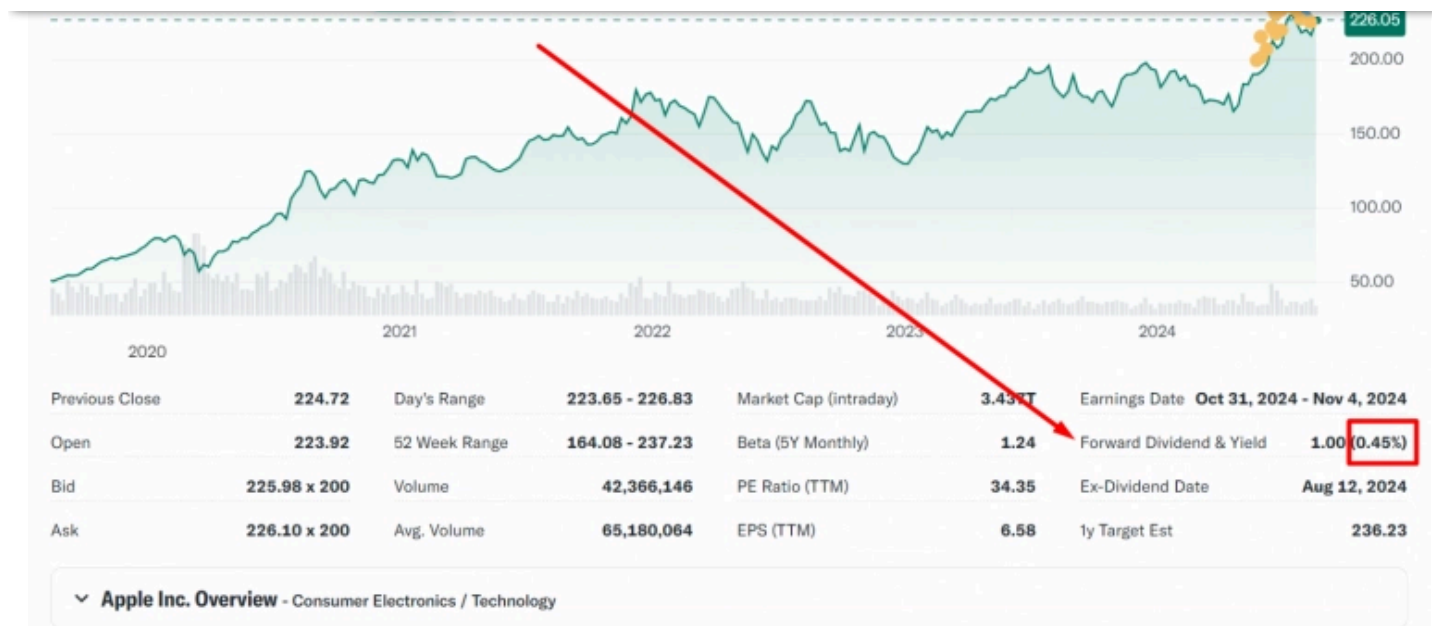 226.05
200.00
150.00
100.00
50.00
2021 2022 2023 2024
2020
Previous Close 224.72 Day's Range 223.65 - 226.83 Market Cap (intraday) 3.437T Earnings Date Oct 31, 2024 - Nov 4, 2024
Open 223.92 52 Week Range 164.08 - 237.23 Beta (5Y Monthly) 1.24 Forward Dividend & Yield 1.00 (0.45%)
Bid 225.98 x 200 Volume 42,366,146 PE Ratio (TTM) 34.35 Ex-Dividend Date Aug 12, 2024
Ask 226.10 x 200 Avg. Volume 65,180,064 EPS (TTM) 6.58 1y Target Est 236.23
Apple Inc. Overview - Consumer Electronics / Technology